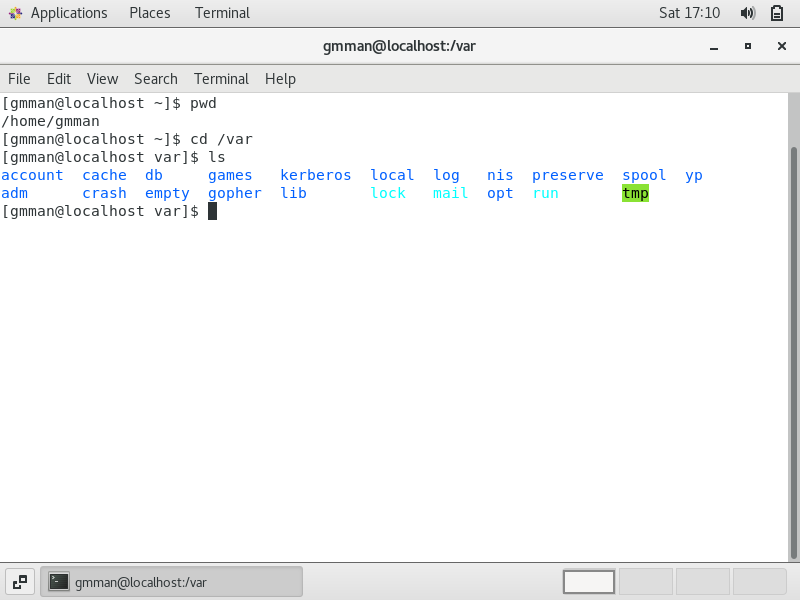 Applications Places Terminal Sat 17:10
gmman@localhost:/var
File Edit View Search Terminal Help
[gmman@localhost ~]$ pwd
/home/gmman
[gmman@localhost ~]$ cd /var
[gmman@localhost var]$ ls
account  cache  db     games   kerberos  local  log   nis  preserve  spool  yp
adm      crash  empty  gopher  lib       lock   mail  opt  run       tmp
[gmman@localhost var]$
gmman@localhost:/var